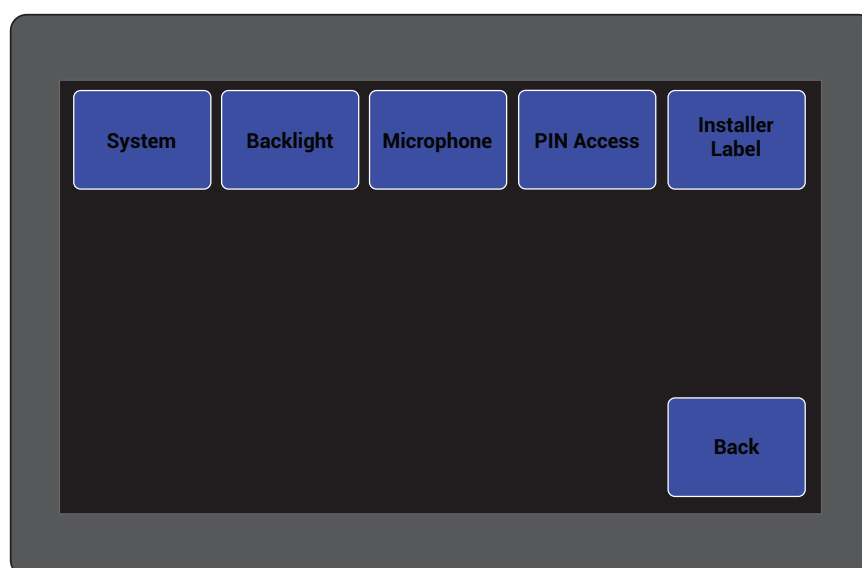 System
Backlight
Microphone
PIN Access
Installer
Label
Back